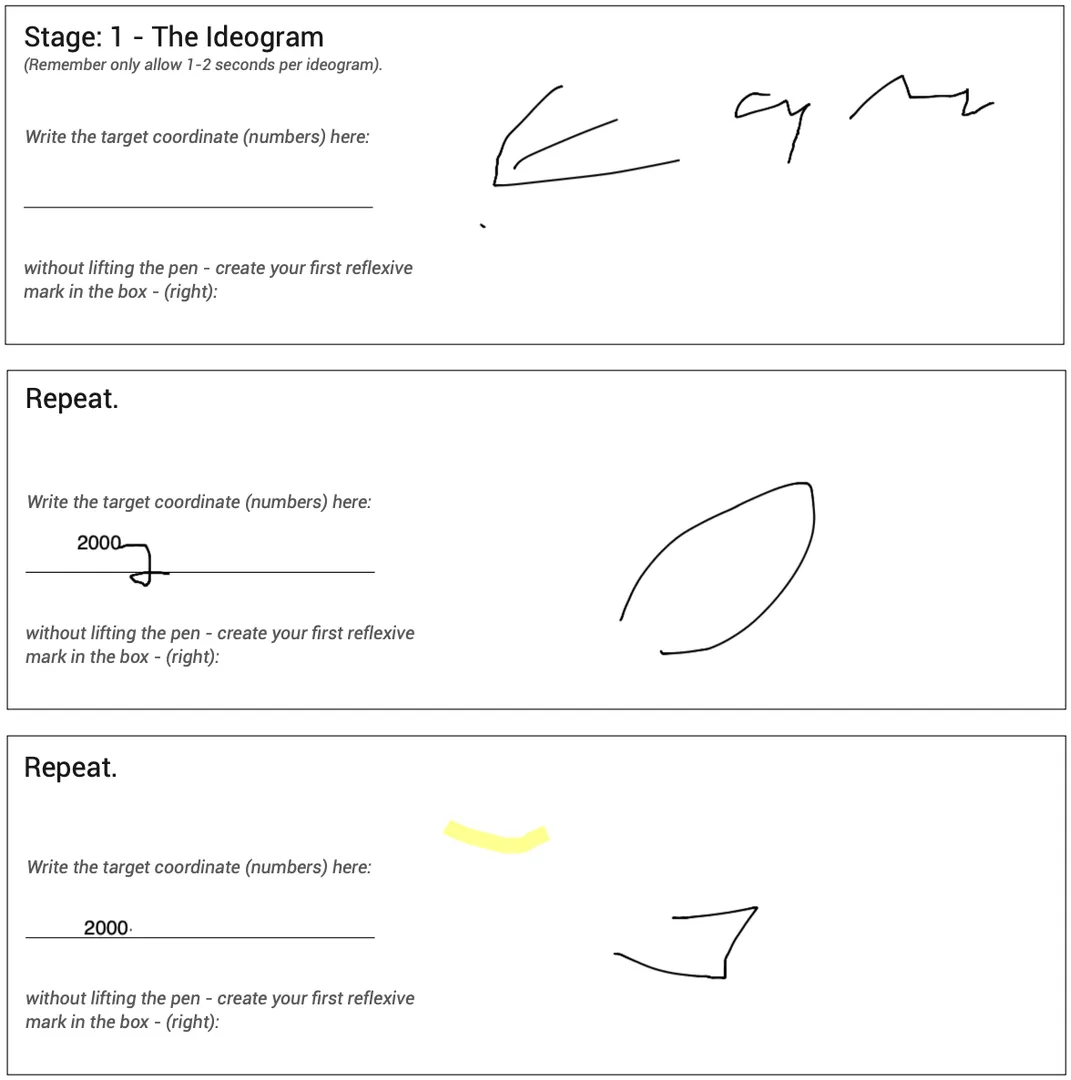 Stage: 1 - The Ideogram
(Remember only allow 1-2 seconds per ideogram).
Write the target coordinate (numbers) here:
without lifting the pen - create your first reflexive
mark in the box - (right):
Repeat.
Write the target coordinate (numbers) here:
2000
without lifting the pen - create your first reflexive
mark in the box - (right):
Repeat.
Write the target coordinate (numbers) here:
2000
without lifting the pen - create your first reflexive
mark in the box - (right):